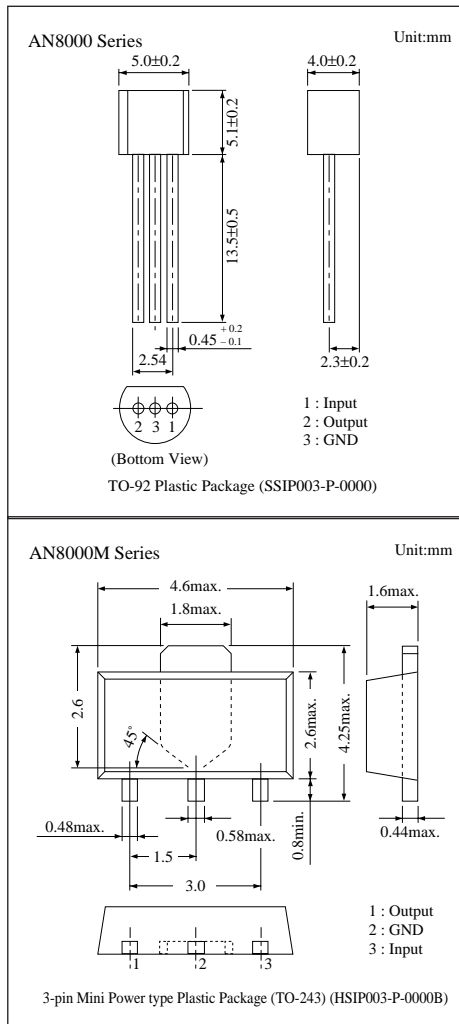 AN8000 Series
Unit:mm
5.0±0.2
4.0±0.2
5.1±0.2
13.5±0.5
0.45 + 0.2 – 0.1
2.54
2.3±0.2
2 3 1
(Bottom View)
1 : Input
2 : Output
3 : GND
TO-92 Plastic Package (SSIP003-P-0000)
AN8000M Series
Unit:mm
4.6max.
1.8max.
1.6max.
2.6
45°
2.6max.
4.25max.
0.8min.
0.48max.
0.58max.
0.44max.
1.5
3.0
1 2 3
1 : Output
2 : GND
3 : Input
3-pin Mini Power type Plastic Package (TO-243) (HSIP003-P-0000B)